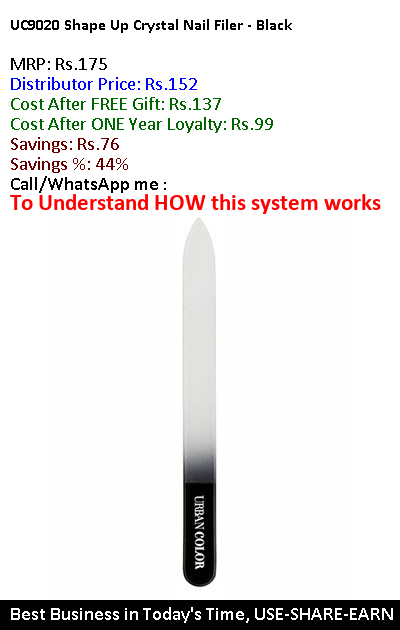 UC9020 Shape Up Crystal Nail Filer - Black
MRP: Rs.175
Distributor Price: Rs.152
Cost After FREE Gift: Rs.137
Cost After ONE Year Loyalty: Rs.99
Savings: Rs.76
Savings %: 44%
Call/WhatsApp me :
To Understand HOW this system works
URBAN COLOR
Best Business in Today's Time, USE-SHARE-EARN